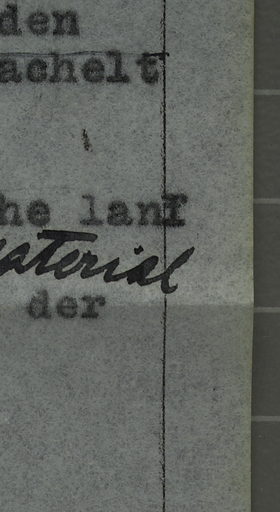 den
achelt
he lanf
aterial
der